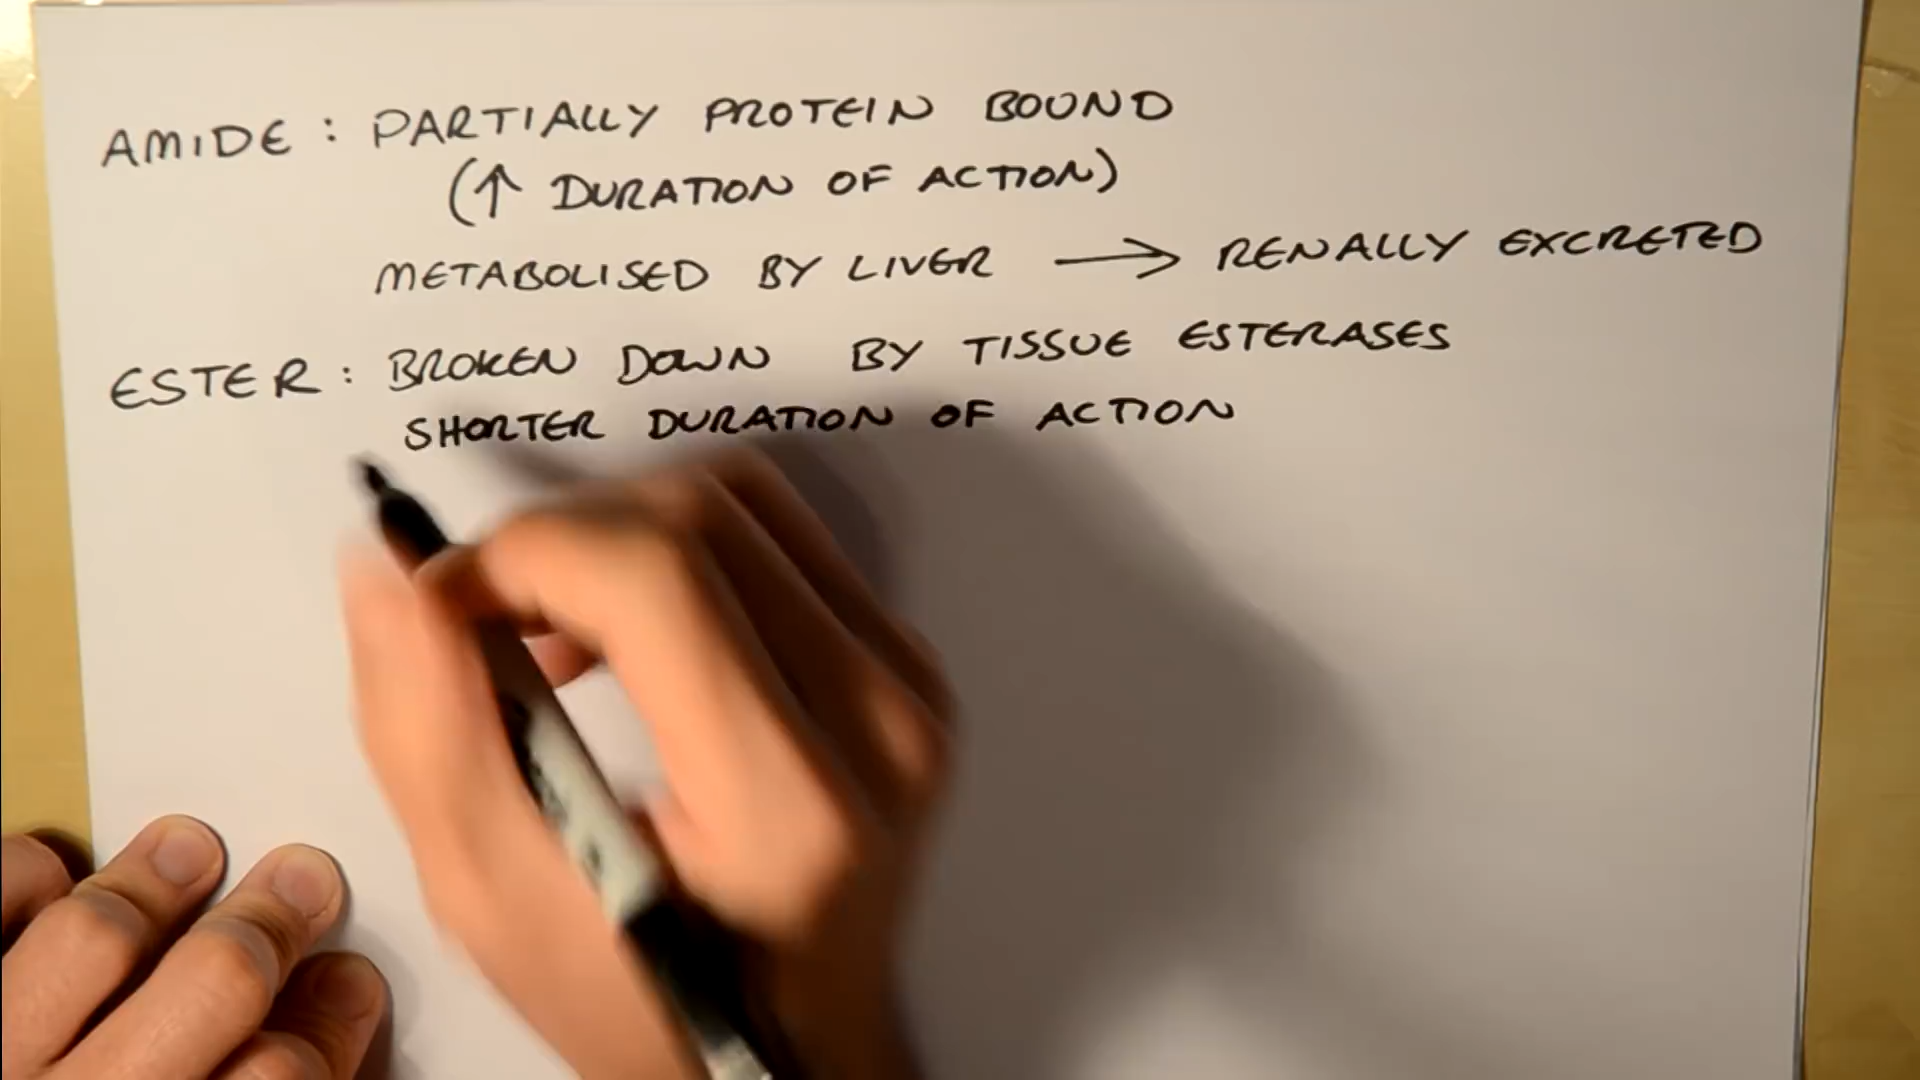 AMIDE : PARTIALLY PROTEIN BOUND
(↑ DURATION OF ACTION)
METABOLISED BY LIVER → RENALLY EXCRETED
ESTER : BROKEN DOWN BY TISSUE ESTERASES
SHORTER DURATION OF ACTION